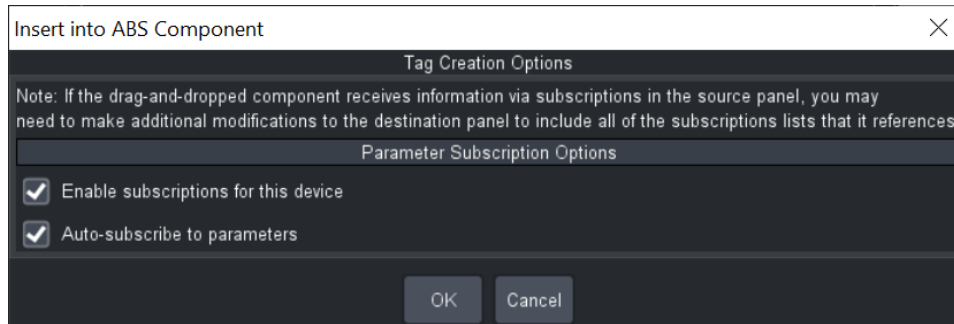 Insert into ABS Component
Tag Creation Options
Note: If the drag-and-dropped component receives information via subscriptions in the source panel, you may
need to make additional modifications to the destination panel to include all of the subscriptions lists that it references
Parameter Subscription Options
Enable subscriptions for this device
Auto-subscribe to parameters
OK Cancel